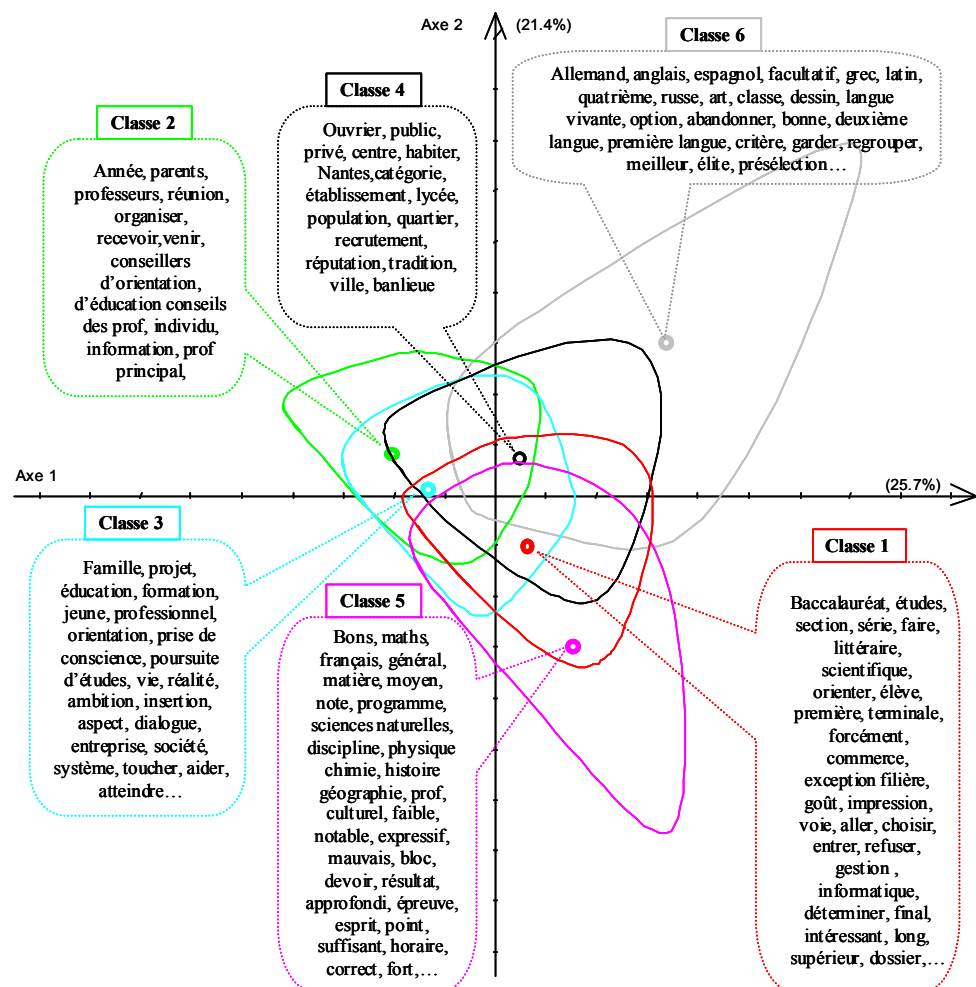 Axe 2
(21.4%)
Classe 6
Allemand, anglais, espagnol, facultatif, grec, latin,
quatrième, russe, art, classe, dessin, langue
vivante, option, abandonner, bonne, deuxième
langue, première langue, critère, garder, regrouper,
meilleur, élite, présélection…
Classe 4
Ouvrier, public,
privé, centre, habiter,
Nantes,catégorie,
établissement, lycée,
population, quartier,
recrutement,
réputation, tradition,
ville, banlieue
Classe 2
Année, parents,
professeurs, réunion,
organiser,
recevoir,venir,
conseillers
d’orientation,
d’éducation conseils
des prof, individu,
information, prof
principal,
Axe 1
(25.7%)
Classe 3
Famille, projet,
éducation, formation,
jeune, professionnel,
orientation, prise de
conscience, poursuite
d’études, vie, réalité,
ambition, insertion,
aspect, dialogue,
entreprise, société,
système, toucher, aider,
atteindre…
Classe 5
Bons, maths,
français, général,
matière, moyen,
note, programme,
sciences naturelles,
discipline, physique
chimie, histoire
géographie, prof,
culturel, faible,
notable, expressif,
mauvais, bloc,
devoir, résultat,
approfondi, épreuve,
esprit, point,
suffisant, horaire,
correct, fort,…
Classe 1
Baccalauréat, études,
section, série, faire,
littéraire,
scientifique,
orienter, élève,
première, terminale,
forcément,
commerce,
exception filière,
goût, impression,
voie, aller, choisir,
entrer, refuser,
gestion ,
informatique,
déterminer, final,
intéressant, long,
supérieur, dossier,…